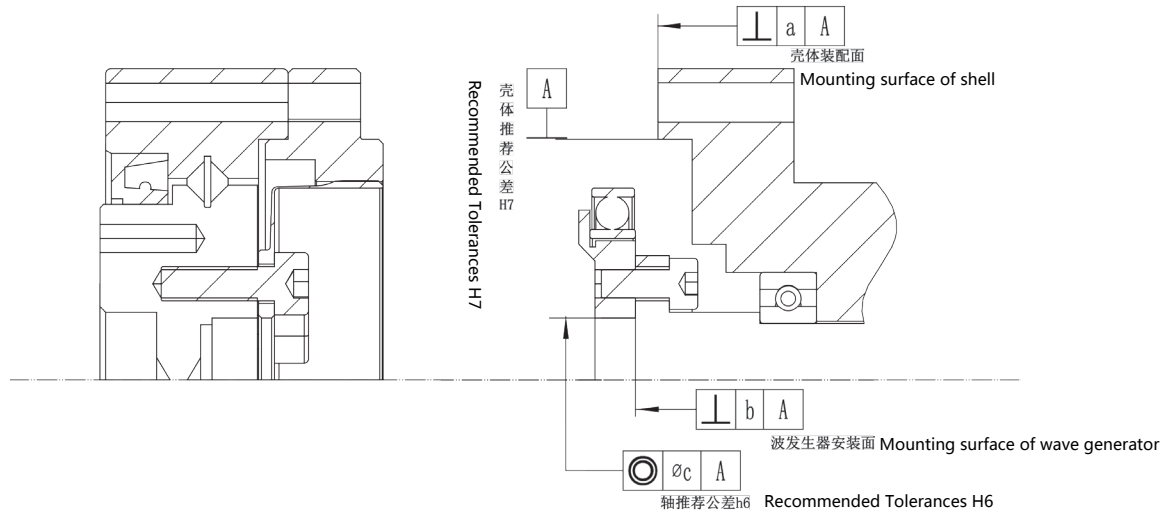 ⊥ a A
壳体装配面
Mounting surface of shell
A
壳体推荐公差H7
Recommended Tolerances H7
⊥ b A
波发生器安装面 Mounting surface of wave generator
◎ øc A
轴推荐公差h6 Recommended Tolerances H6